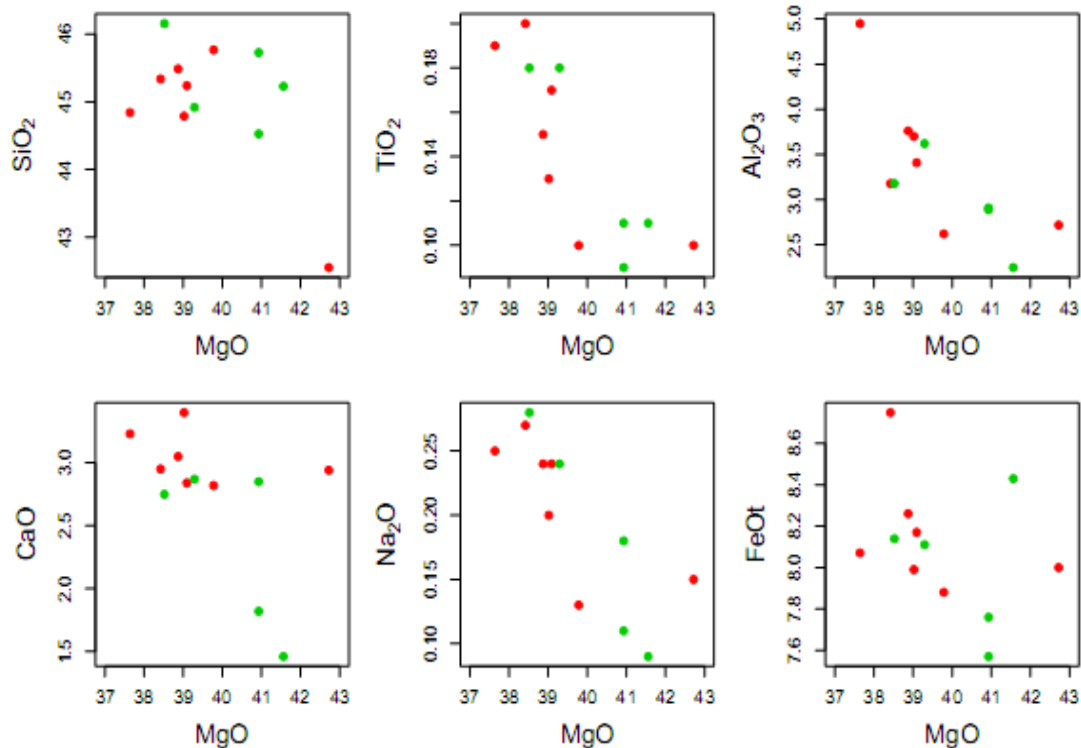 SiO2
43 44 45 46
37 38 39 40 41 42 43
MgO
TiO2
0.10 0.14 0.18
37 38 39 40 41 42 43
MgO
Al2O3
2.5 3.0 3.5 4.0 4.5 5.0
37 38 39 40 41 42 43
MgO
CaO
1.5 2.0 2.5 3.0
37 38 39 40 41 42 43
MgO
Na2O
0.10 0.15 0.20 0.25
37 38 39 40 41 42 43
MgO
FeOt
7.6 7.8 8.0 8.2 8.4 8.6
37 38 39 40 41 42 43
MgO